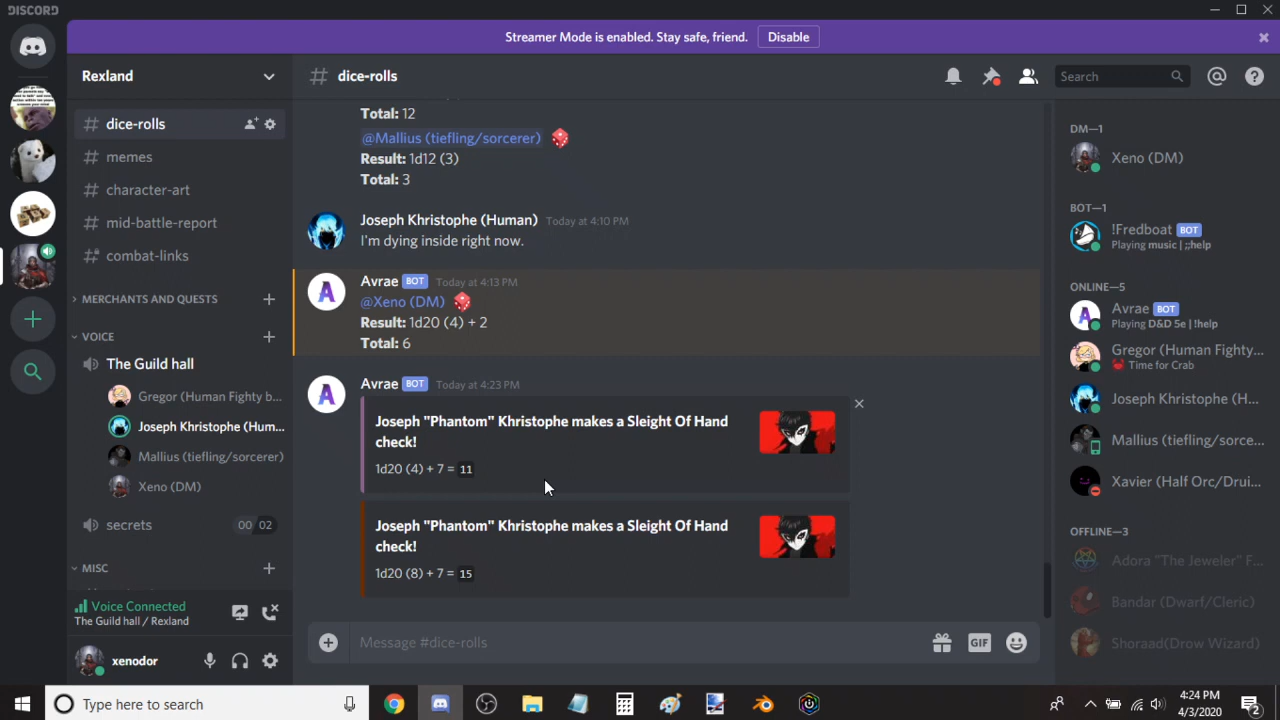 DISCORD
Streamer Mode is enabled. Stay safe, friend.
Disable
Rexland
dice-rolls
memes
character-art
mid-battle-report
combat-links
MERCHANTS AND QUESTS
VOICE
The Guild hall
Gregor (Human Fighty b...
Joseph Khristophe (Hum...
Mallius (tiefling/sorcerer)
Xeno (DM)
secrets
00 / 02
MISC
Voice Connected
The Guild hall / Rexland
xenodor
# dice-rolls
Search
Total: 12
@Mallius (tiefling/sorcerer)
Result: 1d12 (3)
Total: 3
Joseph Khristophe (Human) Today at 4:10 PM
I'm dying inside right now.
Avrae BOT Today at 4:13 PM
@Xeno (DM)
Result: 1d20 (4) + 2
Total: 6
Avrae BOT Today at 4:23 PM
Joseph "Phantom" Khristophe makes a Sleight Of Hand
check!
1d20 (4) + 7 = 11
Joseph "Phantom" Khristophe makes a Sleight Of Hand
check!
1d20 (8) + 7 = 15
Message #dice-rolls
GIF
DM—1
Xeno (DM)
BOT—1
!Fredboat BOT
Playing music | ;;help
ONLINE—5
Avrae BOT
Playing D&D 5e | !help
Gregor (Human Fighty...
Time for Crab
Joseph Khristophe (H...
Mallius (tiefling/sorce...
Xavier (Half Orc/Drui...
OFFLINE—3
Adora "The Jeweler" F...
Bandar (Dwarf/Cleric)
Shoraad(Drow Wizard)
Type here to search
4:24 PM
4/3/2020
2